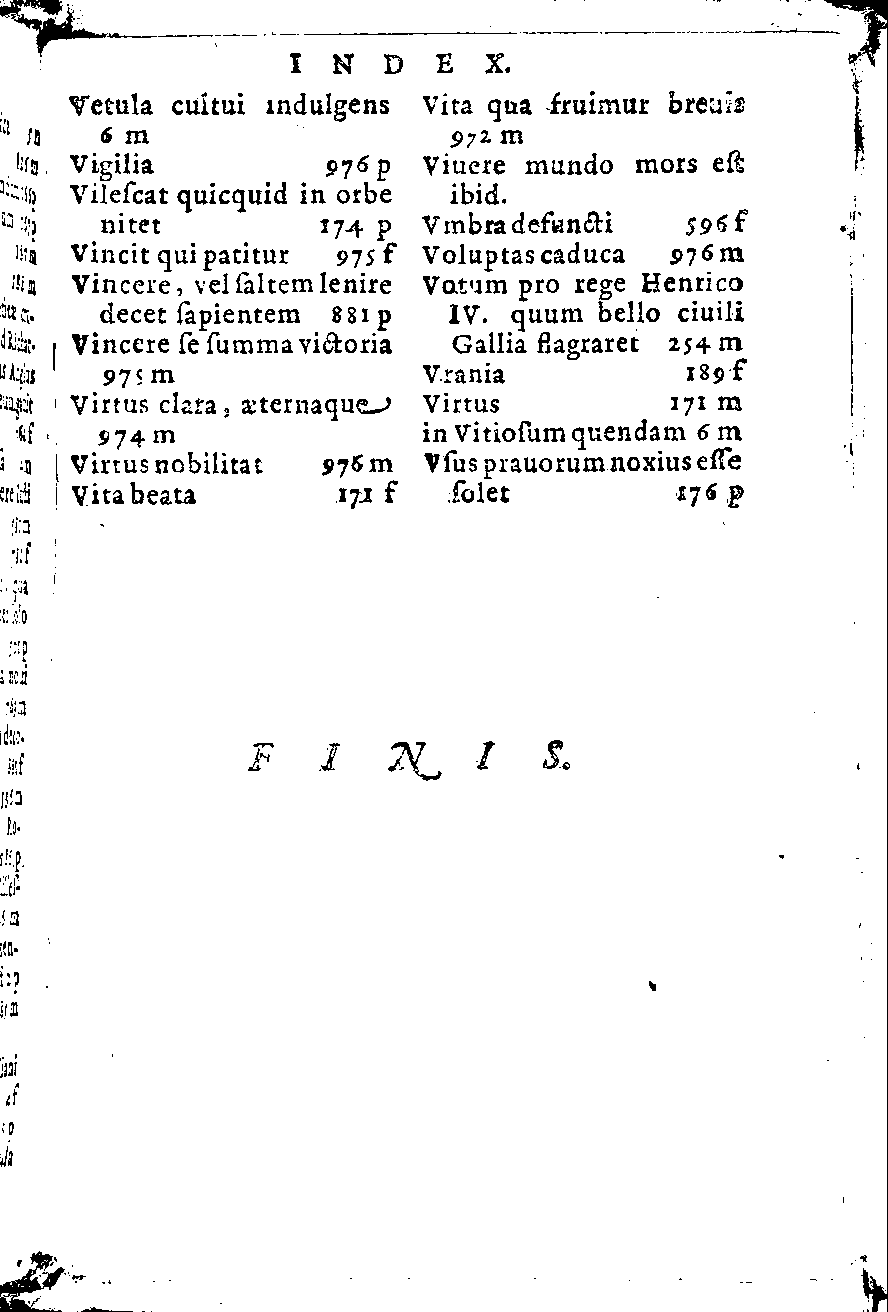 INDEX.
Vetula cultui indulgens
6 m
Vigilia 976 p
Vileſcat quicquid in orbe
nitet 174 p
Vincit qui patitur 975 f
Vincere, vel ſaltem lenire
decet ſapientem 881 p
Vincere ſe ſumma victoria
975 m
Virtus clara, æternaque
974 m
Virtus nobilitat 976 m
Vita beata 171 f
Vita qua fruimur breuis
972 m
Viuere mundo mors eſt
ibid.
Vmbra defuncti 596 f
Voluptas caduca 976 m
Votum pro rege Henrico
IV. quum bello ciuili
Gallia flagraret 254 m
Vrania 189 f
Virtus 171 m
in Vitioſum quendam 6 m
Vſus prauorum noxius eſſe
ſolet 176 p
FINIS.